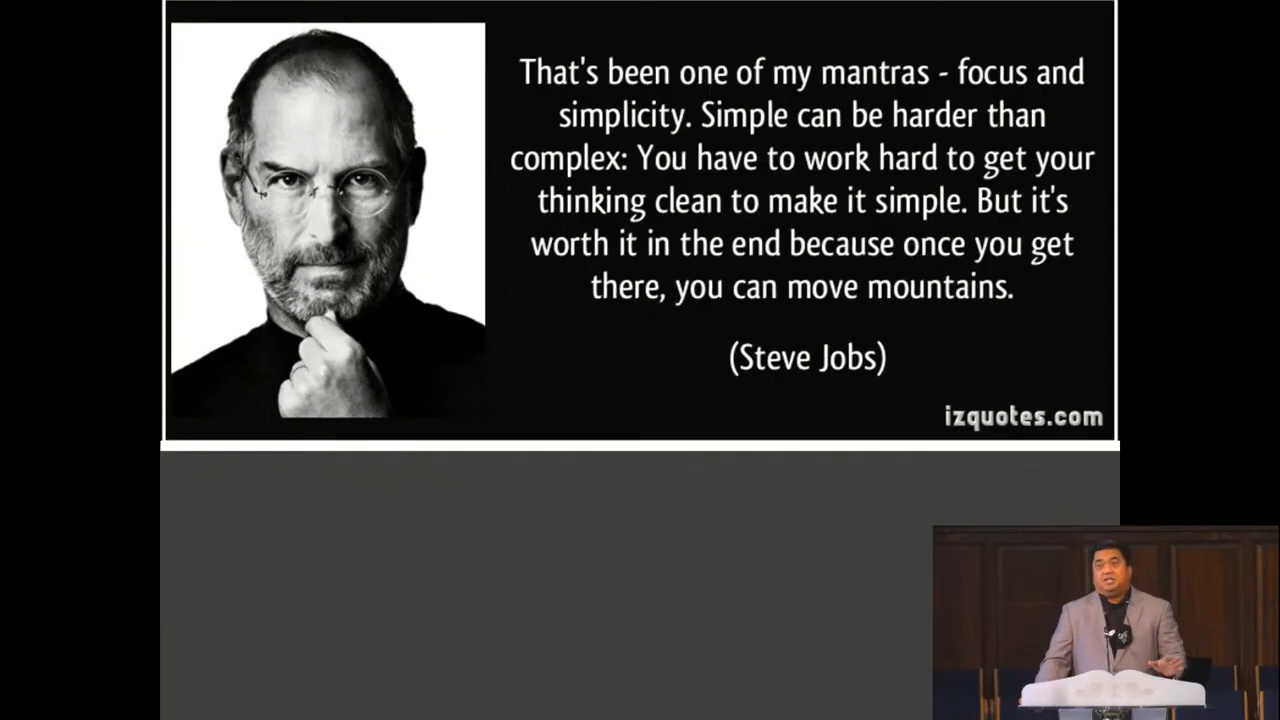 That's been one of my mantras - focus and
simplicity. Simple can be harder than
complex: You have to work hard to get your
thinking clean to make it simple. But it's
worth it in the end because once you get
there, you can move mountains.
(Steve Jobs)
izquotes.com